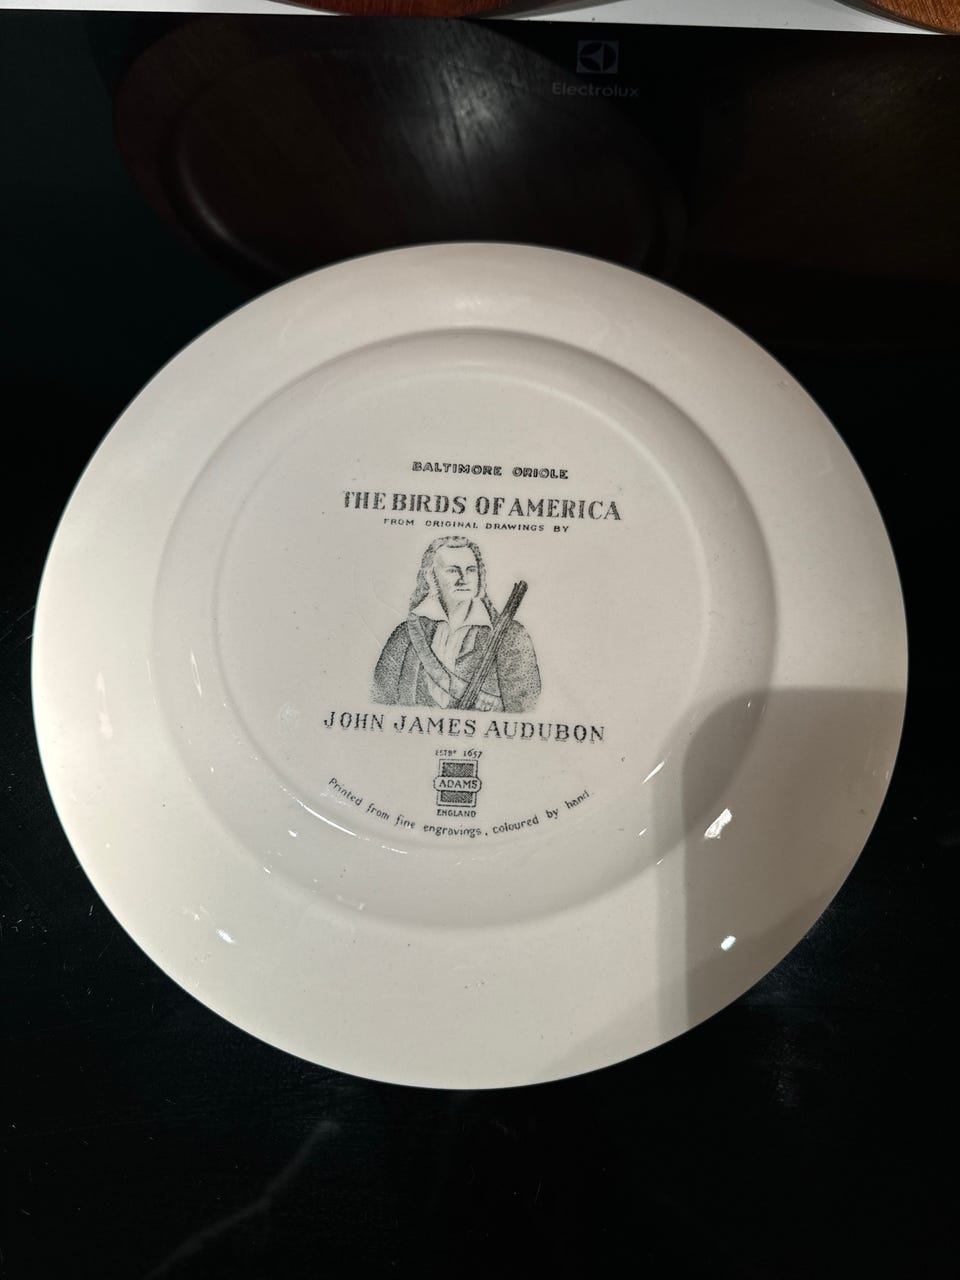 Electrolux
BALTIMORE ORIOLE
THE BIRDS OF AMERICA
FROM ORIGINAL DRAWINGS BY
JOHN JAMES AUDUBON
ESTBD 1657
ADAMS
ENGLAND
Printed from fine engravings, coloured by hand.